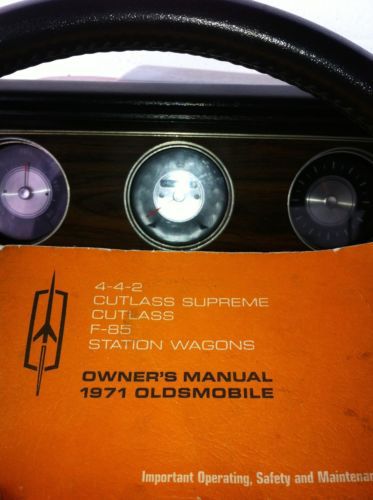 4-4-2
CUTLASS SUPREME
CUTLASS
F-85
STATION WAGONS
OWNER'S MANUAL
1971 OLDSMOBILE
Important Operating, Safety and Maintenan